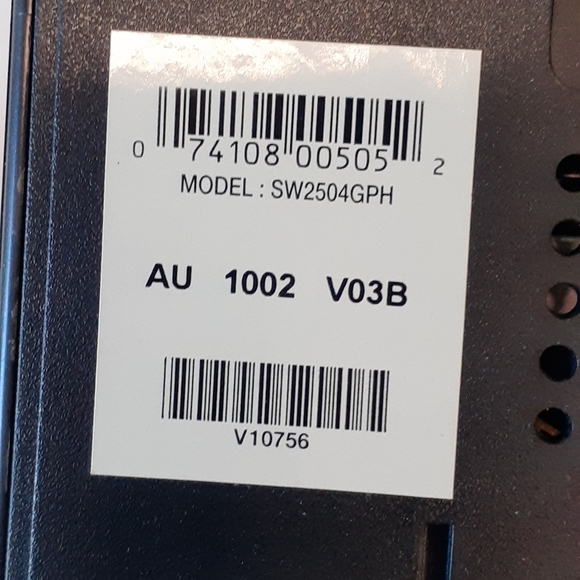 0 74108 00505 2
MODEL : SW2504GPH
AU 1002 V03B
V10756